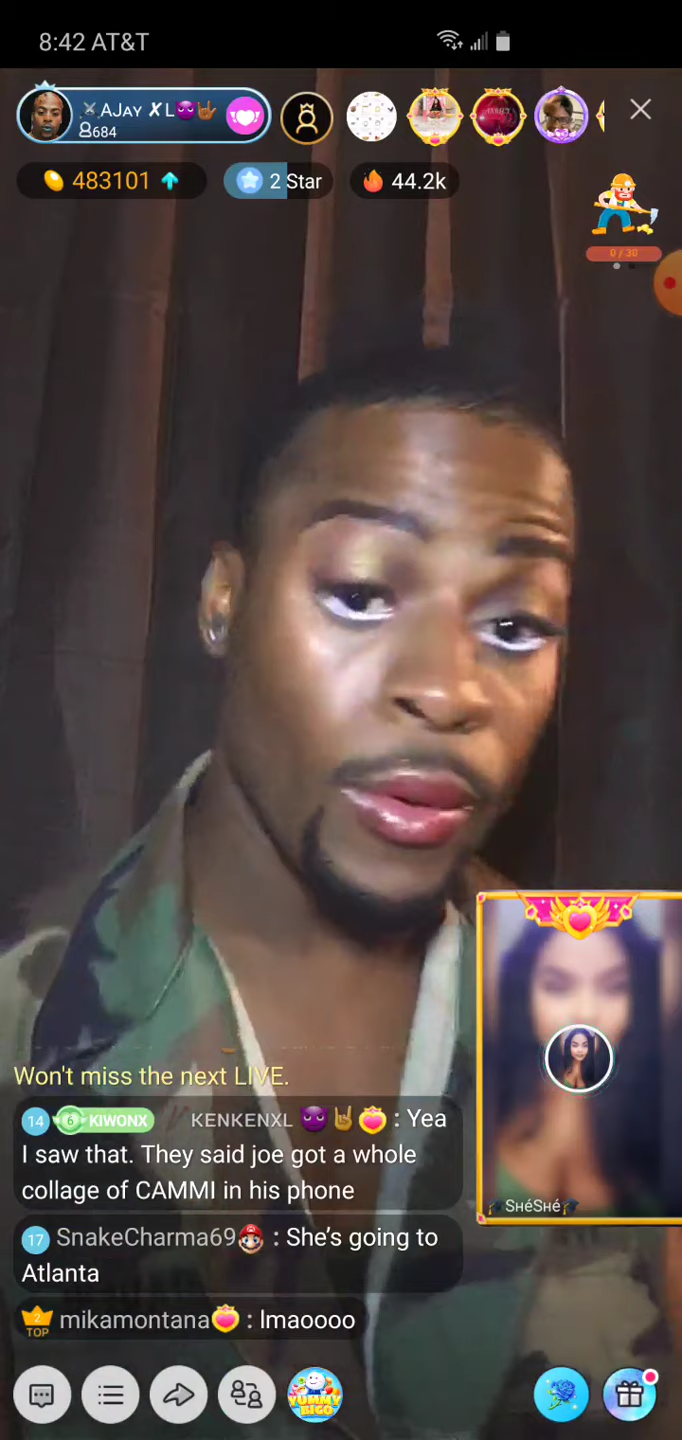 8:42 AT&T
AJay XL
684
483101
2 Star
44.2k
0 / 30
Won't miss the next LIVE.
14 6 KIWONX KENKENXL : Yea
I saw that. They said joe got a whole
collage of CAMMI in his phone
17 SnakeCharma69 : She's going to
Atlanta
SHéSHé
2 TOP mikamontana : lmaoooo
YUMMY
BIGO